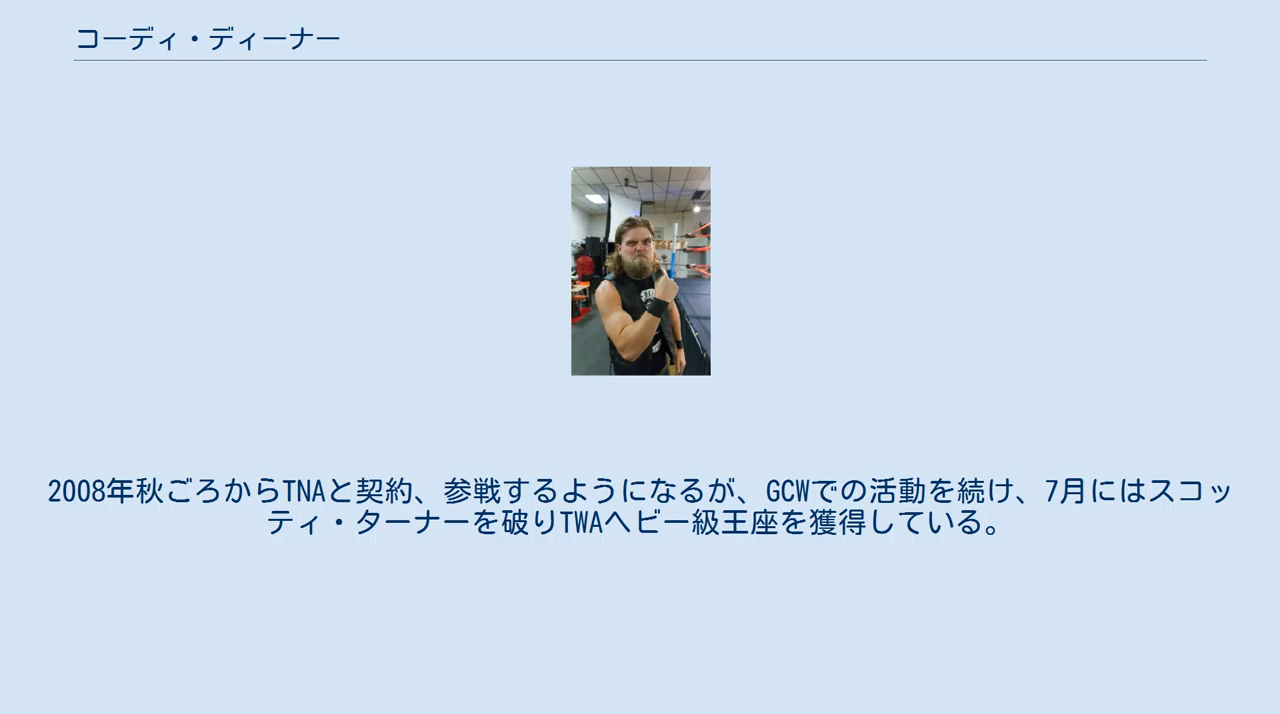 コーディ・ディーナー
2008年秋ごろからTNAと契約、参戦するようになるが、GCWでの活動を続け、7月にはスコッ
ティ・ターナーを破りTWAヘビー級王座を獲得している。